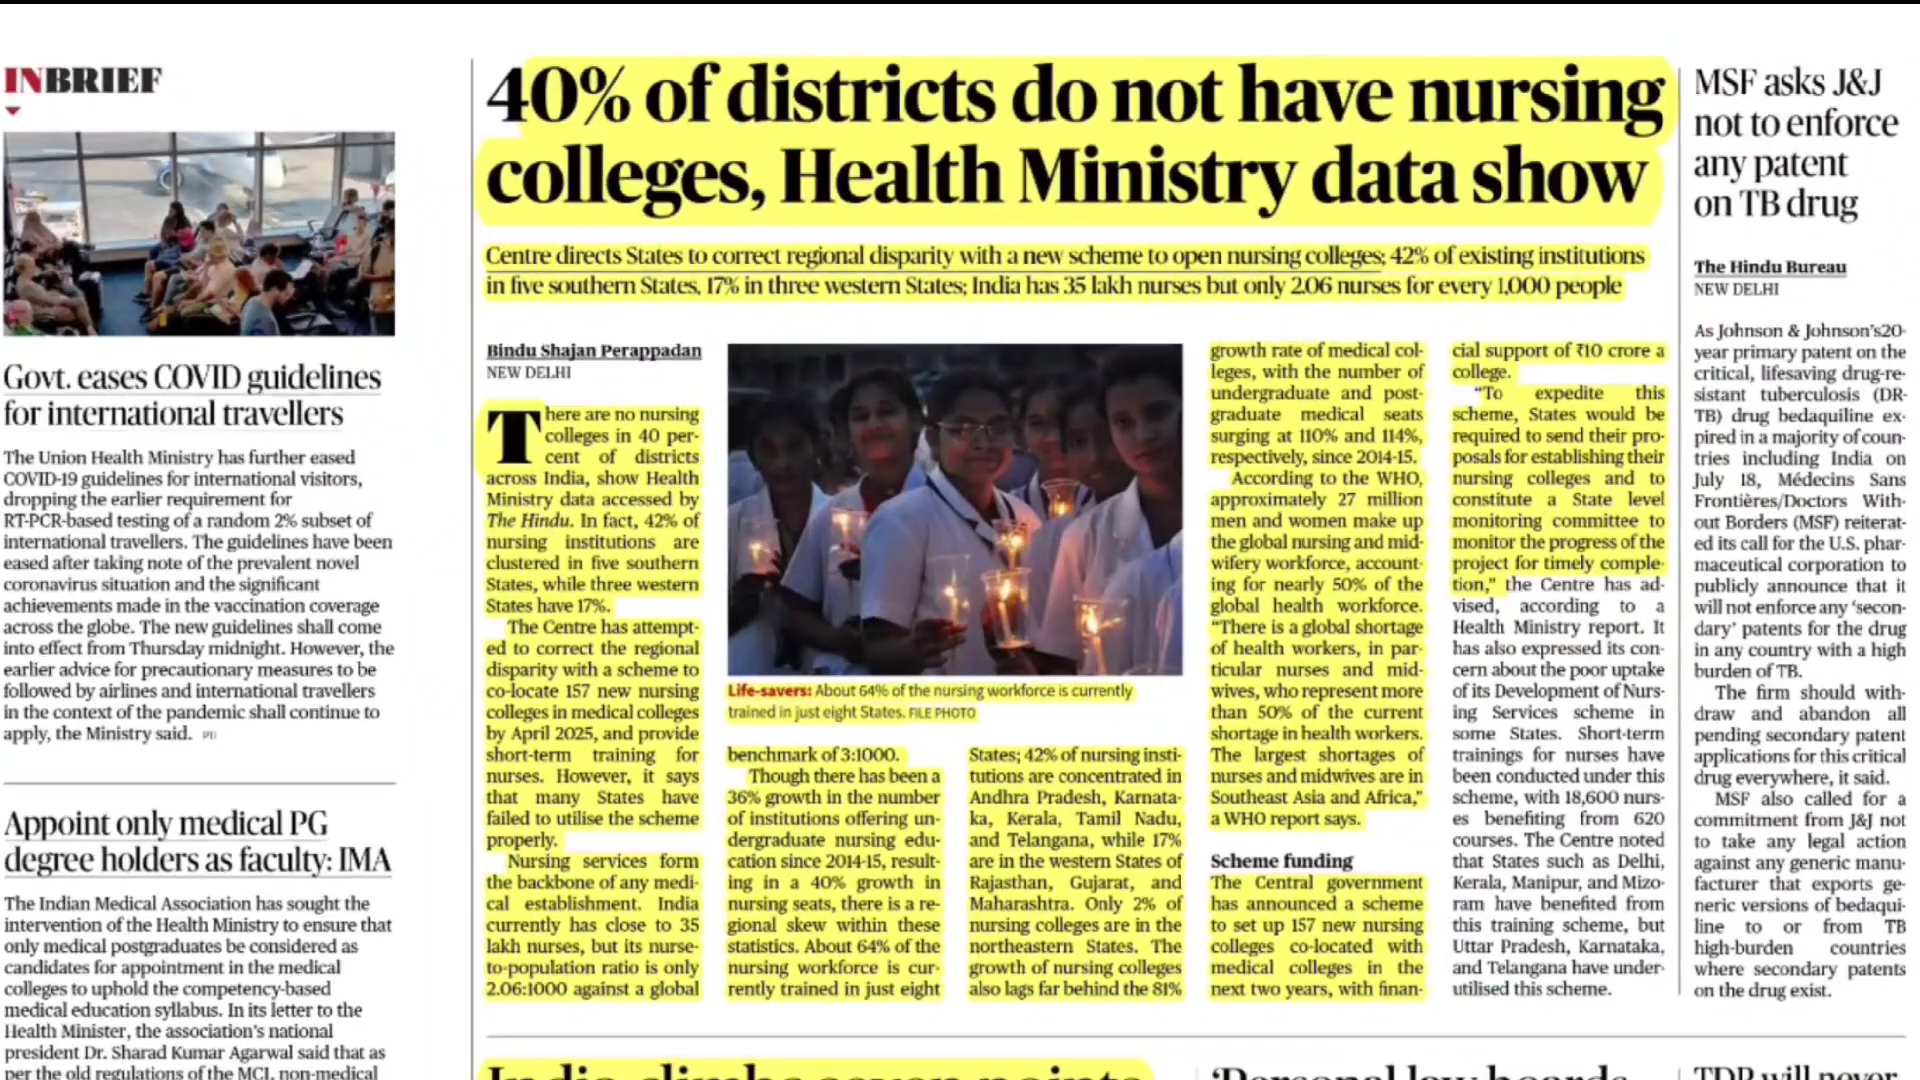 INBRIEF
Govt. eases COVID guidelines
for international travellers
The Union Health Ministry has further eased
COVID-19 guidelines for international visitors,
dropping the earlier requirement for
RT-PCR-based testing of a random 2% subset of
international travellers. The guidelines have been
eased after taking note of the prevalent novel
coronavirus situation and the significant
achievements made in the vaccination coverage
across the globe. The new guidelines shall come
into effect from Thursday midnight. However, the
earlier advice for precautionary measures to be
followed by airlines and international travellers
in the context of the pandemic shall continue to
apply, the Ministry said. PTI
Appoint only medical PG
degree holders as faculty: IMA
The Indian Medical Association has sought the
intervention of the Health Ministry to ensure that
only medical postgraduates be considered as
candidates for appointment in the medical
colleges to uphold the competency-based
medical education syllabus. In its letter to the
Health Minister, the association's national
president Dr. Sharad Kumar Agarwal said that as
per the old regulations of the MCI, non-medical
40% of districts do not have nursing
colleges, Health Ministry data show
Centre directs States to correct regional disparity with a new scheme to open nursing colleges; 42% of existing institutions
in five southern States, 17% in three western States; India has 35 lakh nurses but only 2.06 nurses for every 1,000 people
Bindu Shajan Perappadan
NEW DELHI
There are no nursing
colleges in 40 per-
cent of districts
across India, show Health
Ministry data accessed by
The Hindu. In fact, 42% of
nursing institutions are
clustered in five southern
States, while three western
States have 17%.
The Centre has attempt-
ed to correct the regional
disparity with a scheme to
co-locate 157 new nursing
colleges in medical colleges
by April 2025, and provide
short-term training for
nurses. However, it says
that many States have
failed to utilise the scheme
properly.
Nursing services form
the backbone of any medi-
cal establishment. India
currently has close to 35
lakh nurses, but its nurse-
to-population ratio is only
2.06:1000 against a global
Life-savers: About 64% of the nursing workforce is currently
trained in just eight States. FILE PHOTO
benchmark of 3:1000.
Though there has been a
36% growth in the number
of institutions offering un-
dergraduate nursing edu-
cation since 2014-15, result-
ing in a 40% growth in
nursing seats, there is a re-
gional skew within these
statistics. About 64% of the
nursing workforce is cur-
rently trained in just eight
States; 42% of nursing insti-
tutions are concentrated in
Andhra Pradesh, Karnata-
ka, Kerala, Tamil Nadu,
and Telangana, while 17%
are in the western States of
Rajasthan, Gujarat, and
Maharashtra. Only 2% of
nursing colleges are in the
northeastern States. The
growth of nursing colleges
also lags far behind the 81%
growth rate of medical col-
leges, with the number of
undergraduate and post-
graduate medical seats
surging at 110% and 114%,
respectively, since 2014-15.
According to the WHO,
approximately 27 million
men and women make up
the global nursing and mid-
wifery workforce, account-
ing for nearly 50% of the
global health workforce.
"There is a global shortage
of health workers, in par-
ticular nurses and mid-
wives, who represent more
than 50% of the current
shortage in health workers.
The largest shortages of
nurses and midwives are in
Southeast Asia and Africa,"
a WHO report says.
Scheme funding
The Central government
has announced a scheme
to set up 157 new nursing
colleges co-located with
medical colleges in the
next two years, with finan-
cial support of ₹10 crore a
college.
"To expedite this
scheme, States would be
required to send their pro-
posals for establishing their
nursing colleges and to
constitute a State level
monitoring committee to
monitor the progress of the
project for timely comple-
tion," the Centre has ad-
vised, according to a
Health Ministry report. It
has also expressed its con-
cern about the poor uptake
of its Development of Nurs-
ing Services scheme in
some States. Short-term
trainings for nurses have
been conducted under this
scheme, with 18,600 nurs-
es benefiting from 620
courses. The Centre noted
that States such as Delhi,
Kerala, Manipur, and Mizo-
ram have benefited from
this training scheme, but
Uttar Pradesh, Karnataka,
and Telangana have under-
utilised this scheme.
MSF asks J&J
not to enforce
any patent
on TB drug
The Hindu Bureau
NEW DELHI
As Johnson & Johnson's20-
year primary patent on the
critical, lifesaving drug-re-
sistant tuberculosis (DR-
TB) drug bedaquiline ex-
pired in a majority of coun-
tries including India on
July 18, Médecins Sans
Frontières/Doctors With-
out Borders (MSF) reiterat-
ed its call for the U.S. phar-
maceutical corporation to
publicly announce that it
will not enforce any 'secon-
dary' patents for the drug
in any country with a high
burden of TB.
The firm should with-
draw and abandon all
pending secondary patent
applications for this critical
drug everywhere, it said.
MSF also called for a
commitment from J&J not
to take any legal action
against any generic manu-
facturer that exports ge-
neric versions of bedaqui-
line to or from TB
high-burden countries
where secondary patents
on the drug exist.
India climbs seven points
'Personal law boards
TDP will never